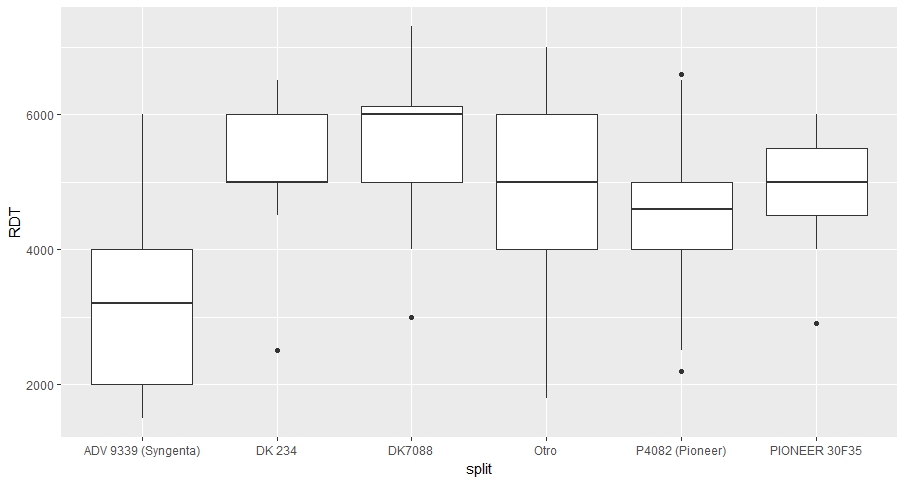 RDT
6000
4000
2000
ADV 9339 (Syngenta)
DK 234
DK7088
Otro
P4082 (Pioneer)
PIONEER 30F35
split